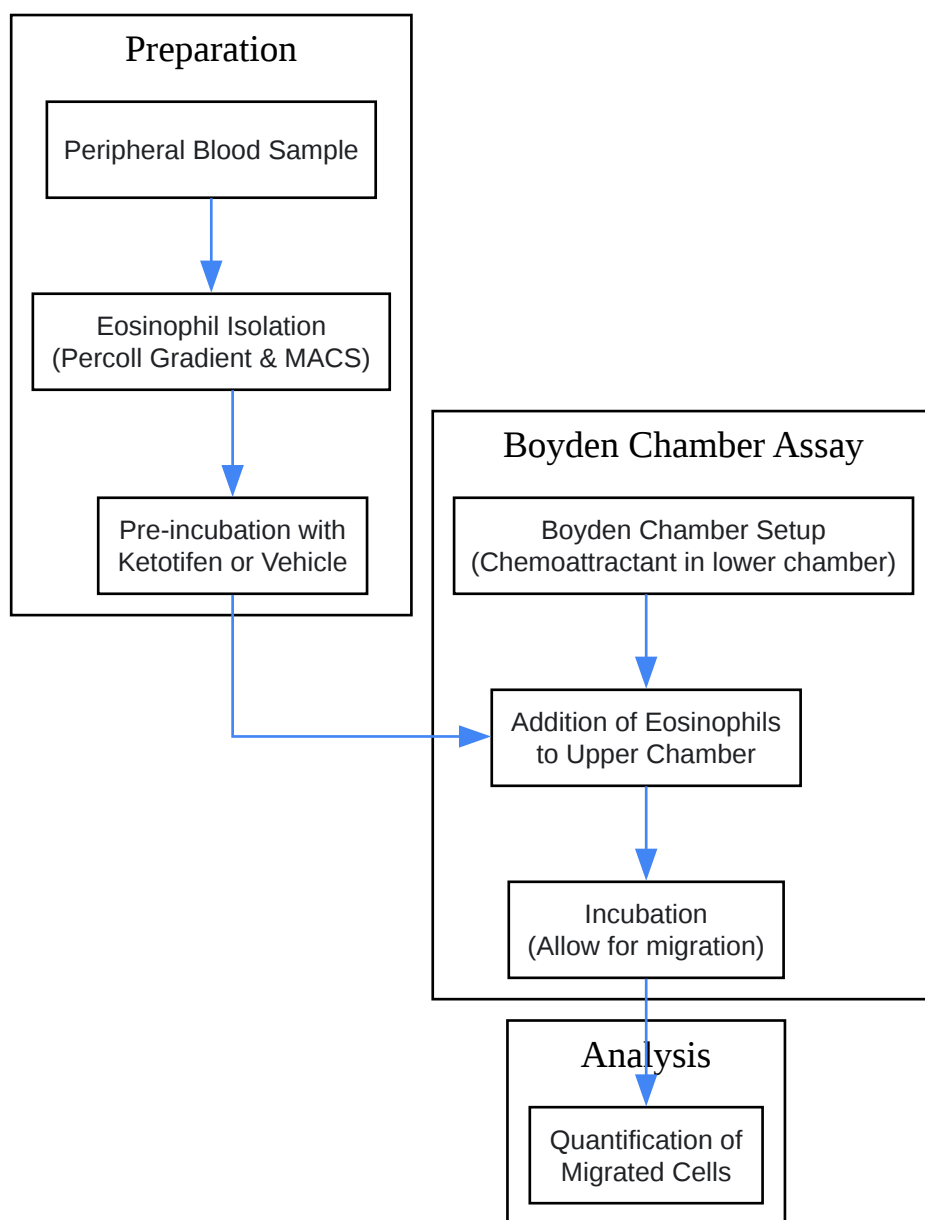 Preparation
Peripheral Blood Sample
Eosinophil Isolation
(Percoll Gradient & MACS)
Pre-incubation with
Ketotifen or Vehicle
Boyden Chamber Assay
Boyden Chamber Setup
(Chemoattractant in lower chamber)
Addition of Eosinophils
to Upper Chamber
Incubation
(Allow for migration)
Analysis
Quantification of
Migrated Cells